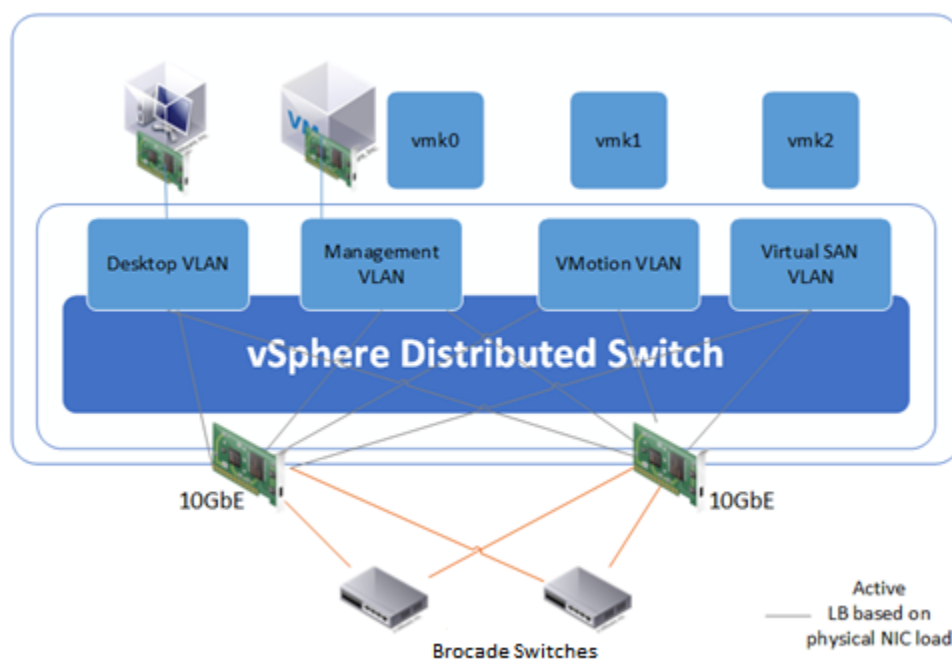 VM
vmk0
vmk1
vmk2
Desktop VLAN
Management
VLAN
VMotion VLAN
Virtual SAN
VLAN
vSphere Distributed Switch
10GbE
10GbE
Brocade Switches
Active
LB based on
physical NIC load